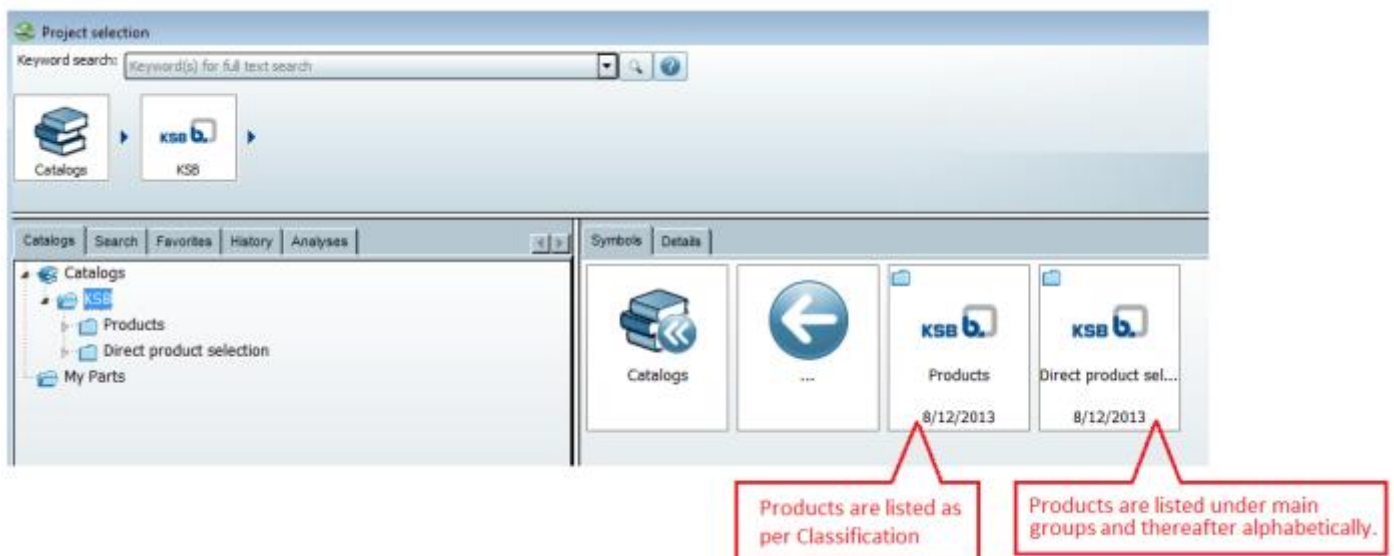 Project selection
Keyword search: Keyword(s) for full text search
KSB b.
Catalogs
KSB
Catalogs Search Favorites History Analyses
Symbols Details
Catalogs
KSB
Products
Direct product selection
My Parts
KSB b.
KSB b.
Catalogs
...
Products
Direct product sel...
8/12/2013
8/12/2013
Products are listed as
per Classification
Products are listed under main
groups and thereafter alphabetically.